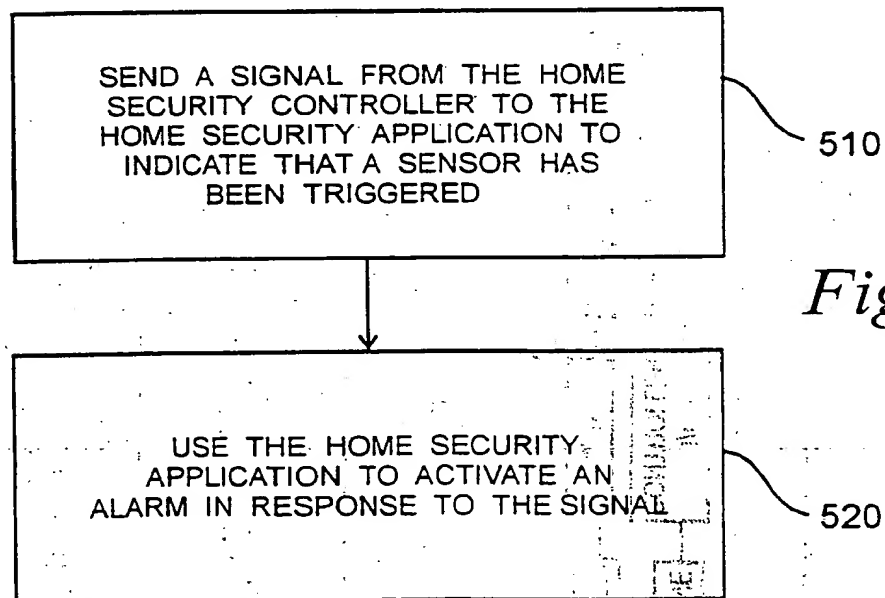 SEND A SIGNAL FROM THE HOME
SECURITY CONTROLLER TO THE
HOME SECURITY APPLICATION TO
INDICATE THAT A SENSOR HAS
BEEN TRIGGERED
510
Fig
USE THE HOME SECURITY
APPLICATION TO ACTIVATE AN
ALARM IN RESPONSE TO THE SIGNAL
520